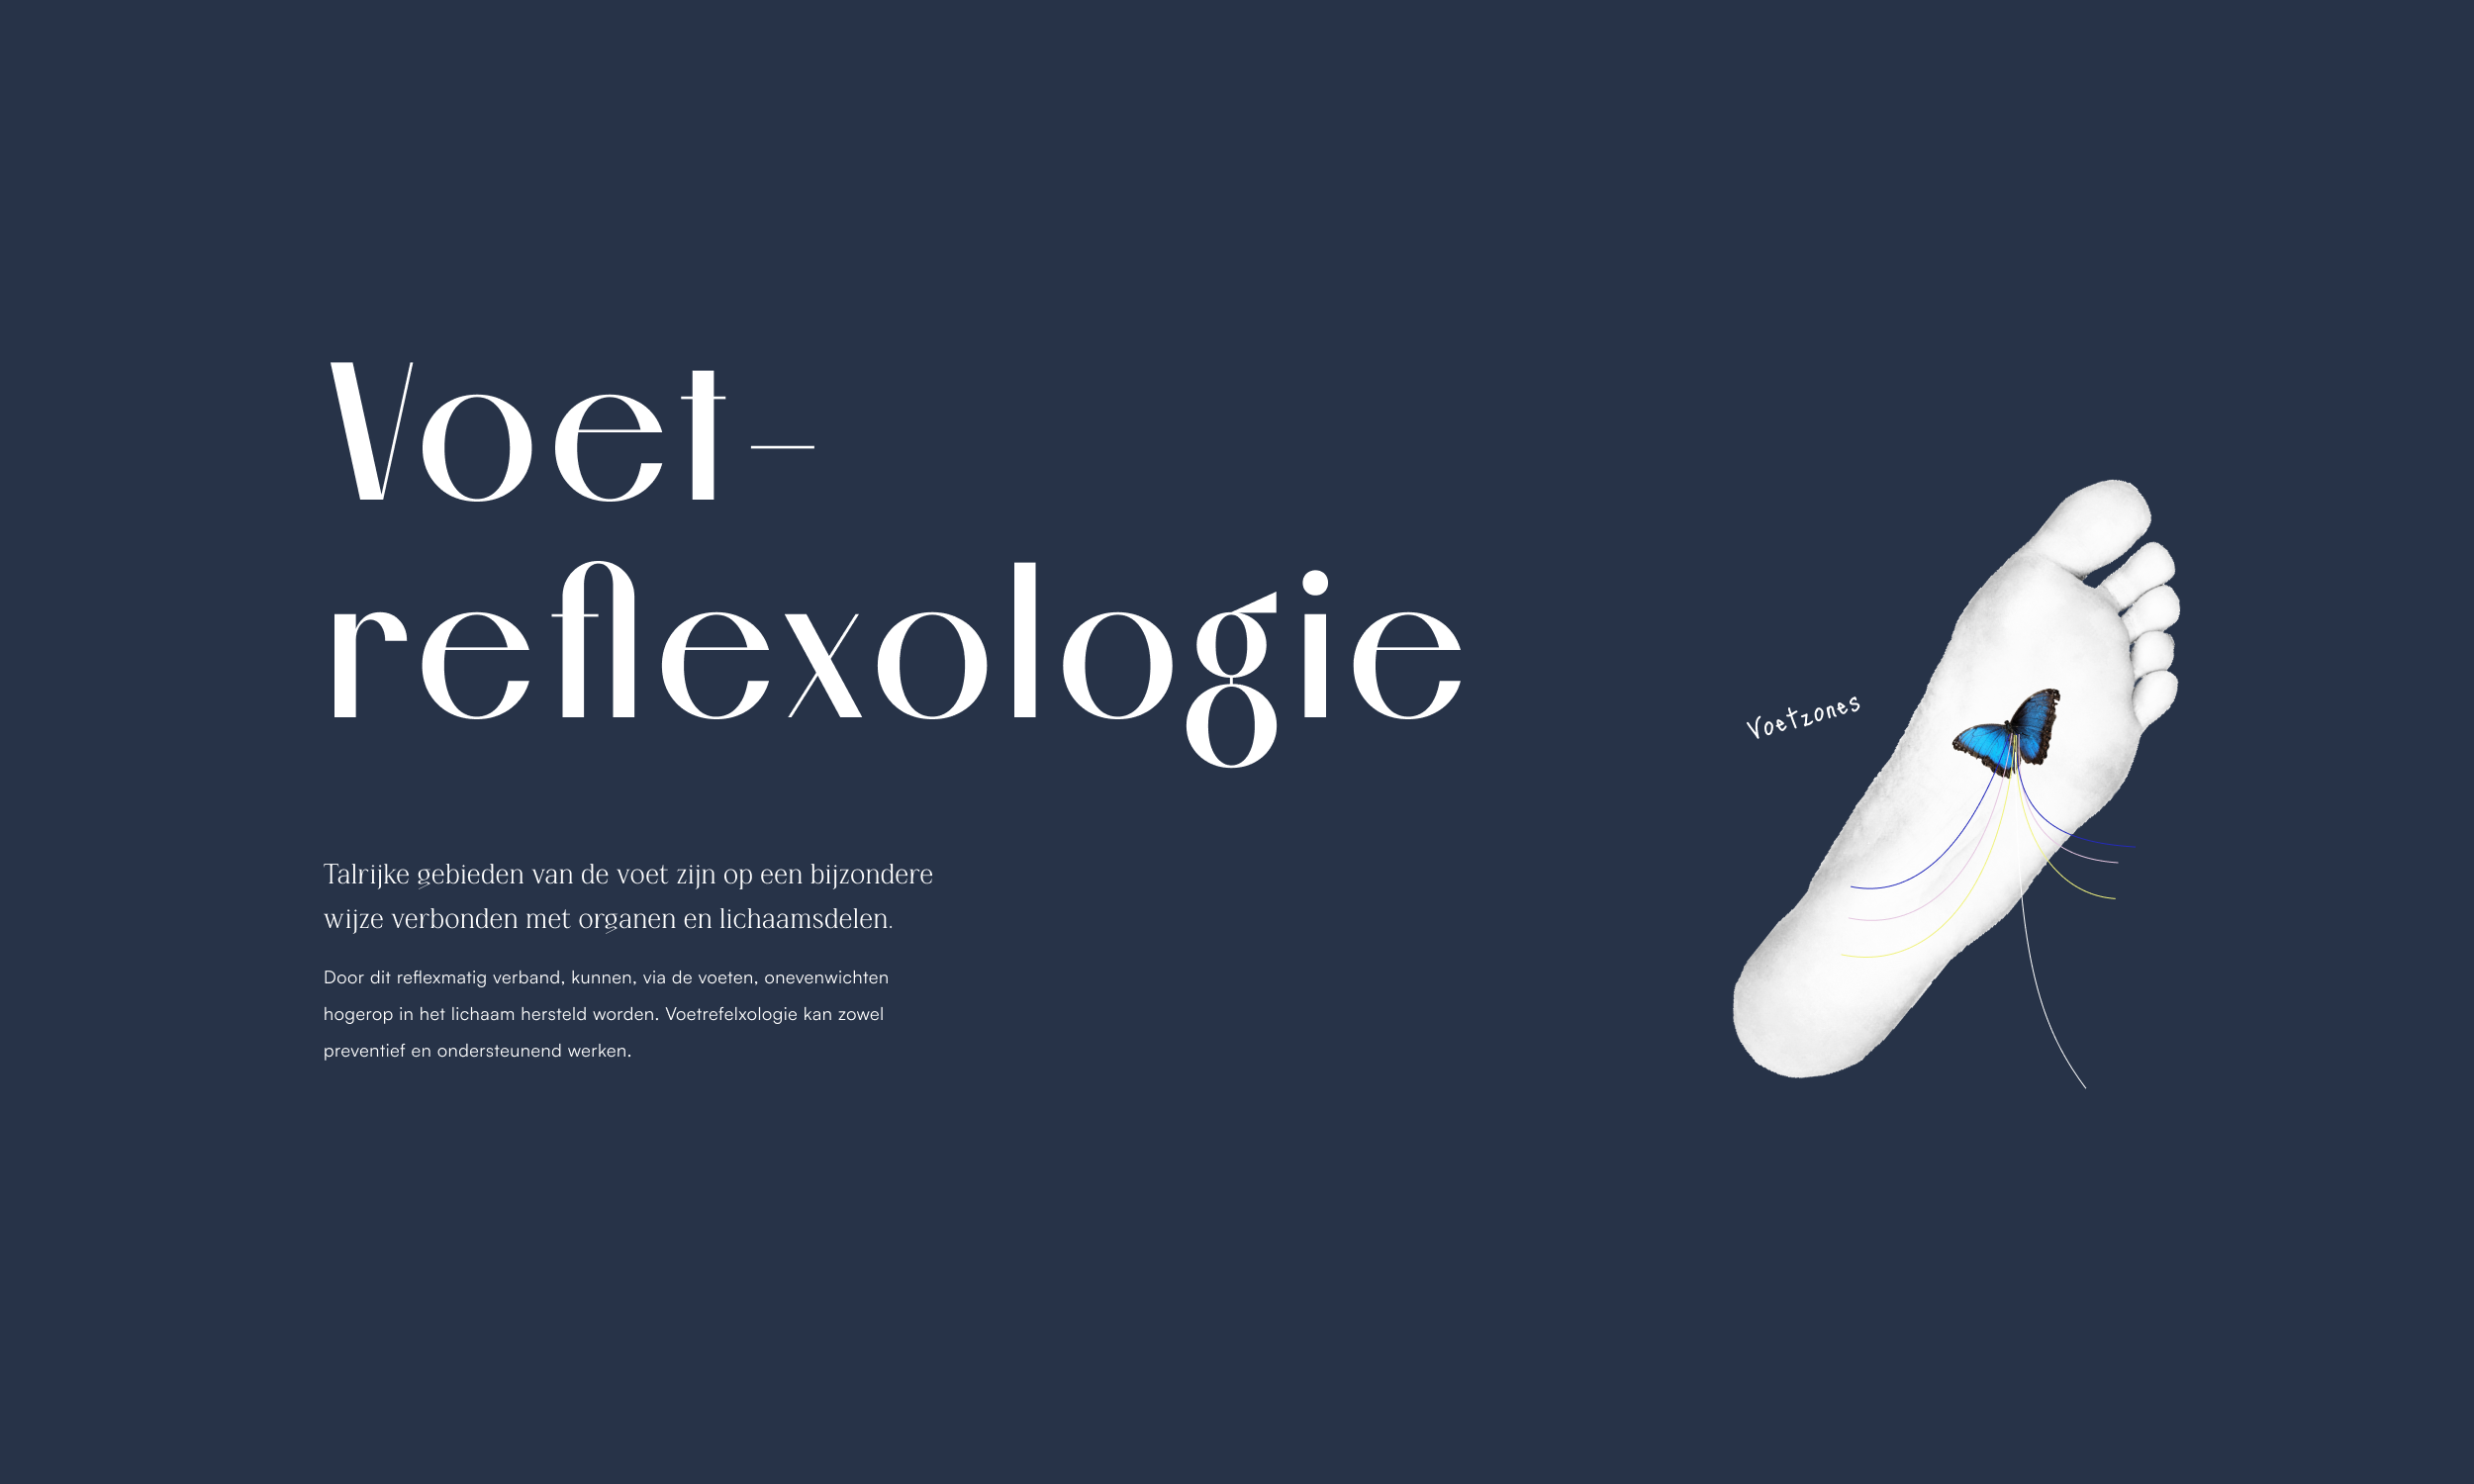 Voet-
reflexologie
Talrijke gebieden van de voet zijn op een bijzondere
wijze verbonden met organen en lichaamsdelen.
Door dit reflexmatig verband, kunnen, via de voeten, onevenwichten
hogerop in het lichaam hersteld worden. Voetrefelxologie kan zowel
preventief en ondersteunend werken.
Voetzones